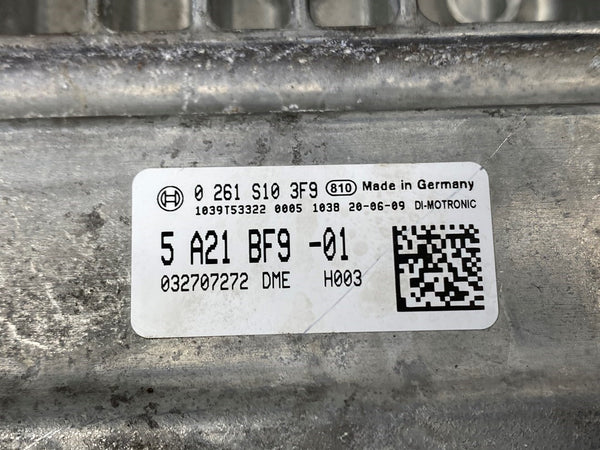 0 261 S10 3F9 810 Made in Germany
1039T53322 0005 1038 20-06-09 DI-MOTRONIC
5 A21 BF9 -01
032707272 DME H003